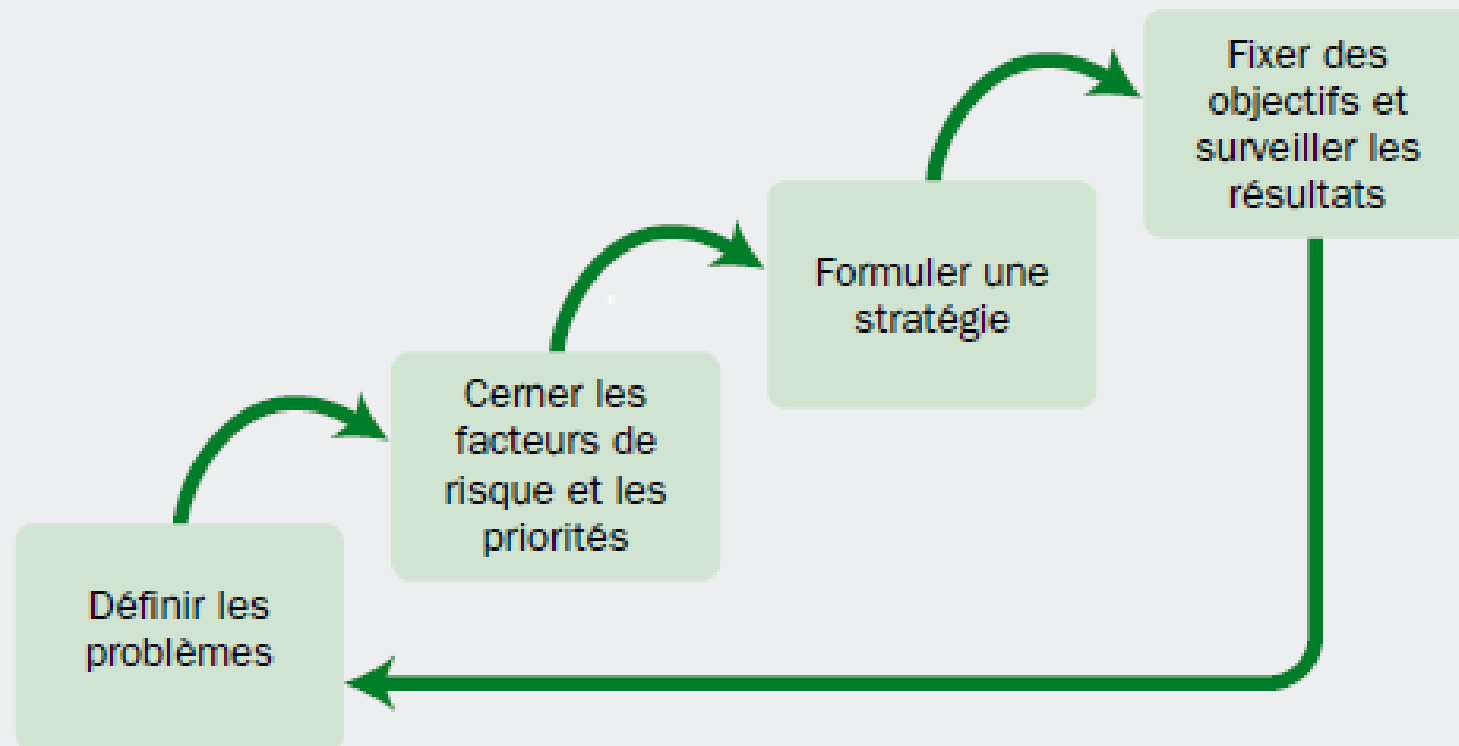 Fixer des
objectifs et
surveiller les
résultats
Formuler une
stratégie
Cerner les
facteurs de
risque et les
priorités
Définir les
problèmes